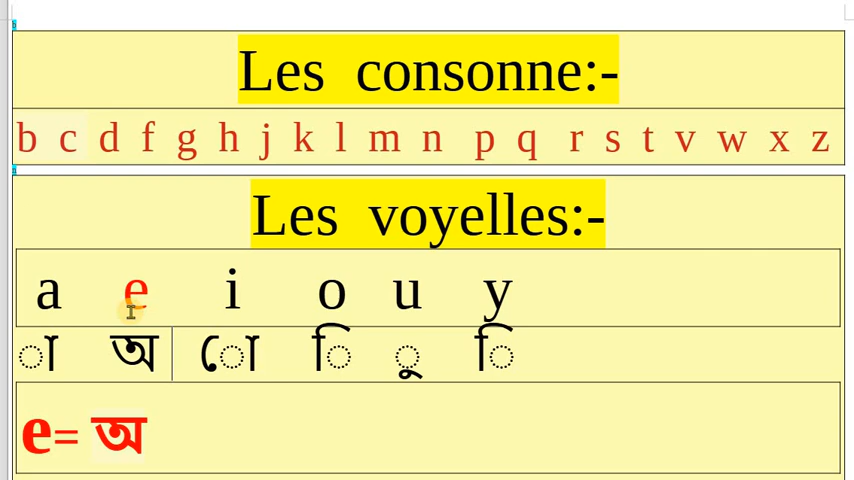 Les consonne:-
b c d f g h j k l m n p q r s t v w x z
Les voyelles:-
a e i o u y
া অ ো ি ু ি
e= অ